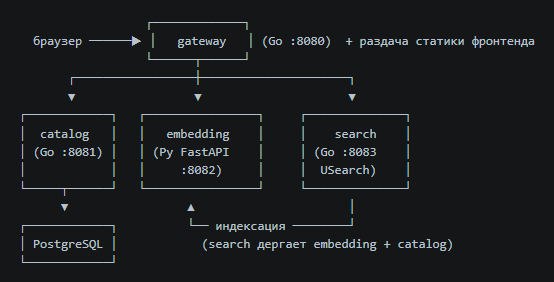 браузер gateway (Go :8080) + раздача статики фронтенда
catalog embedding search
(Go :8081) (Py FastAPI (Go :8083
:8082) USearch)
индексация
PostgreSQL (search дергает embedding + catalog)